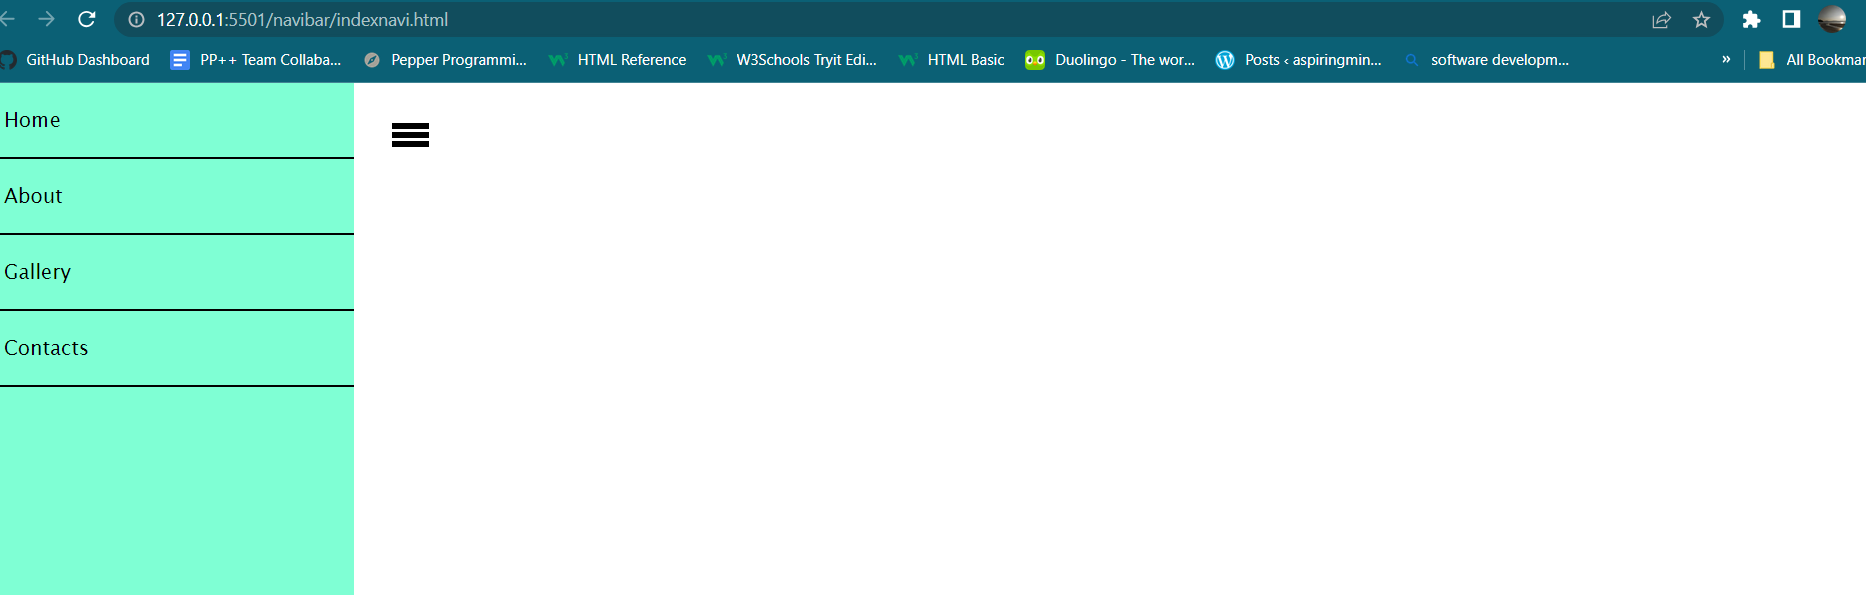 127.0.0.1:5501/navibar/indexnavi.html
GitHub Dashboard PP++ Team Collaba... Pepper Programmi... HTML Reference W3Schools Tryit Edi... HTML Basic Duolingo - The wor... Posts ‹ aspiringmin... software developm... » All Bookmar
Home
About
Gallery
Contacts